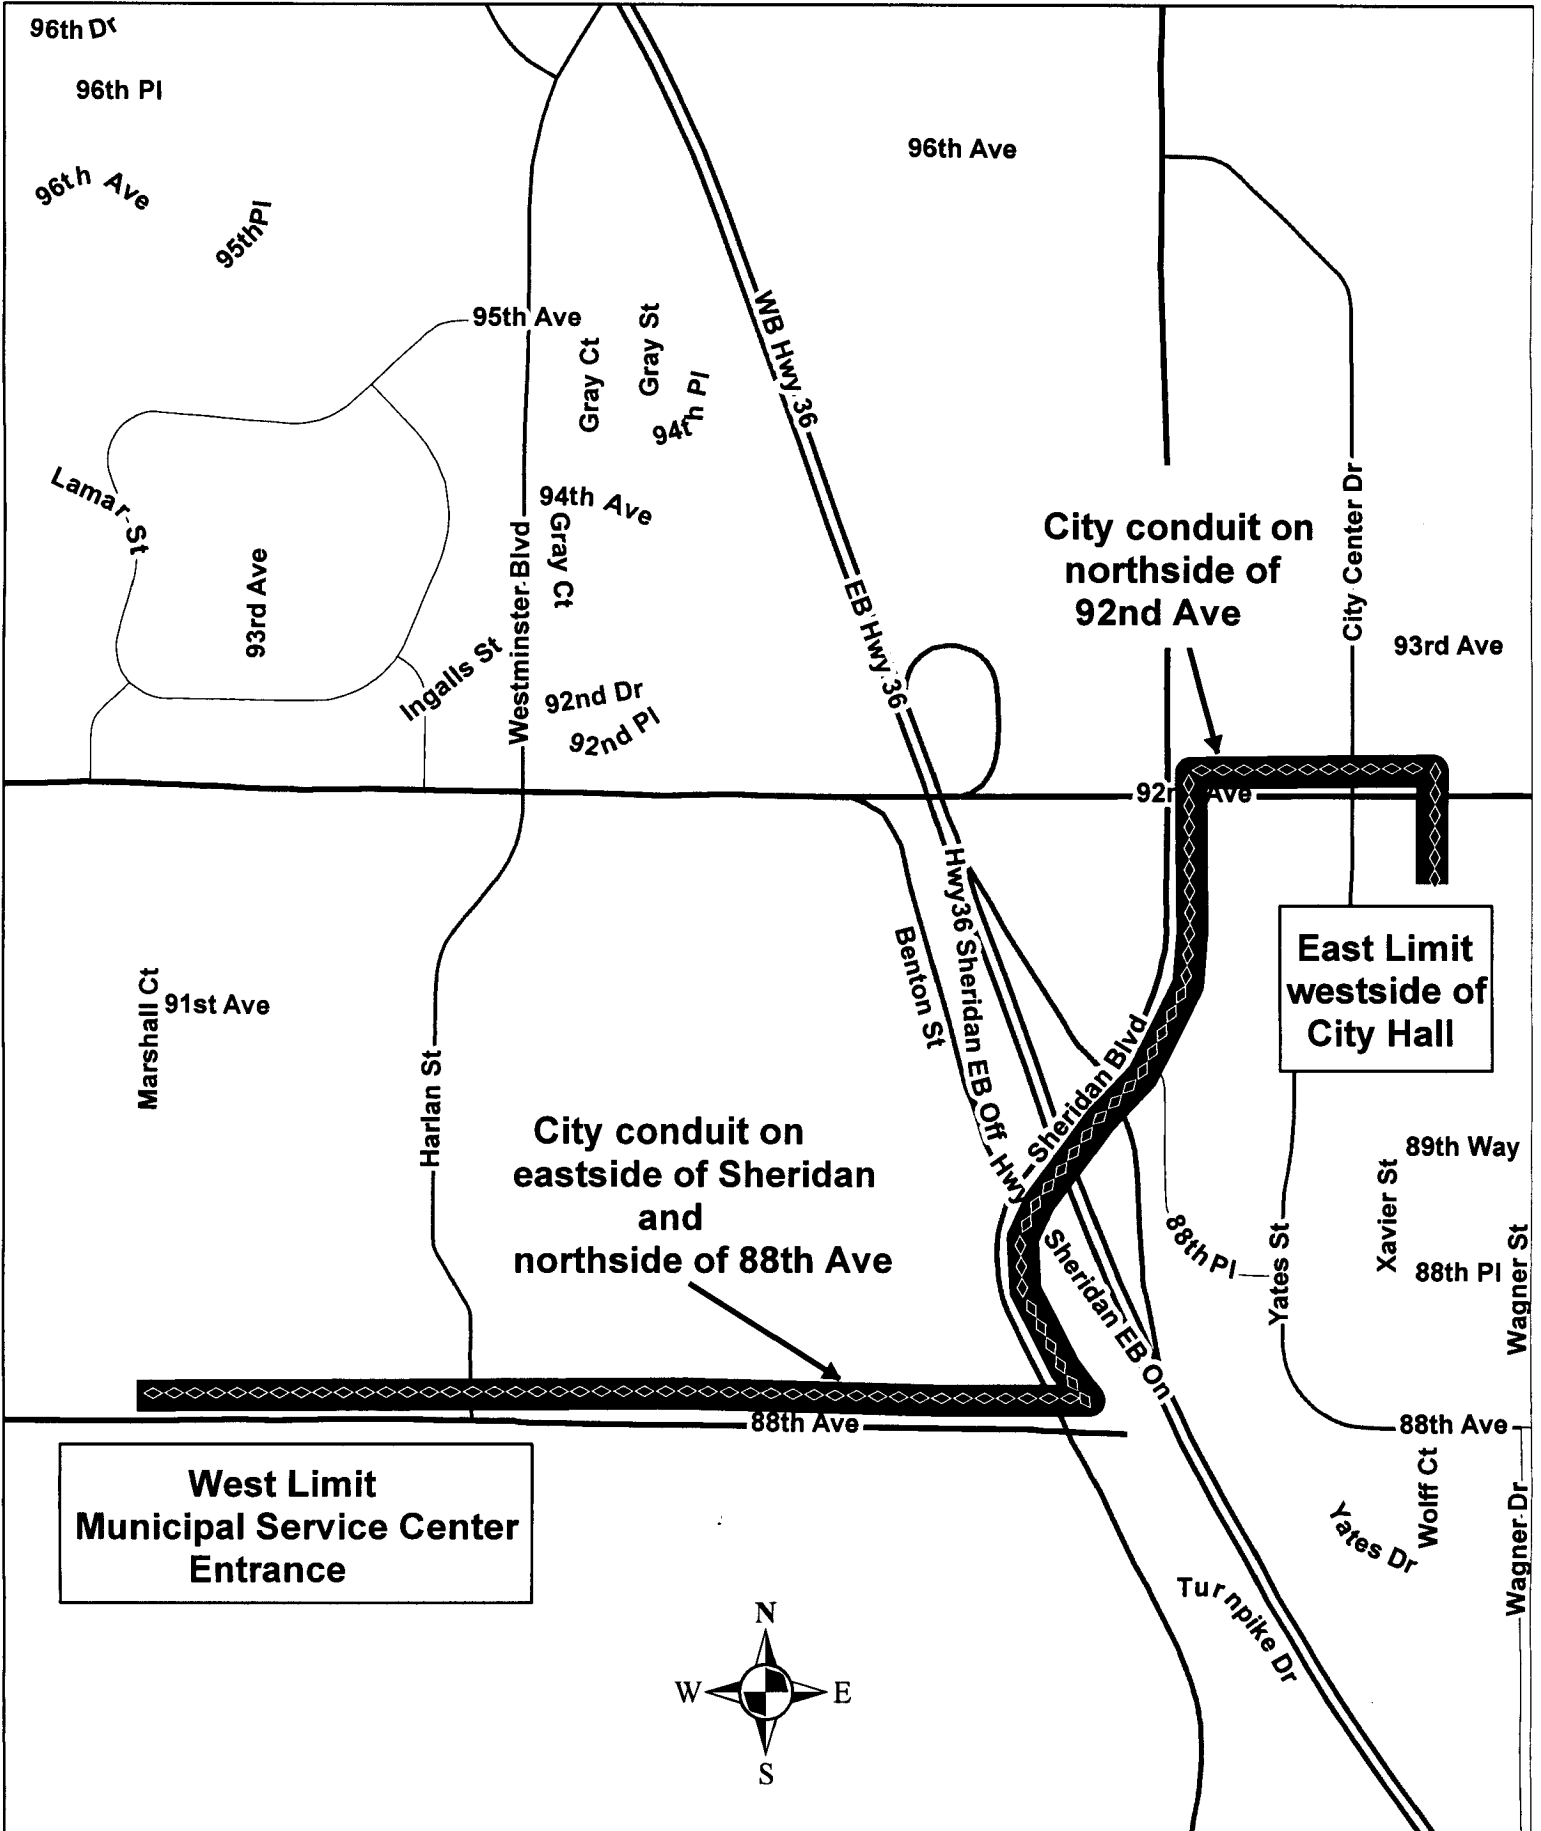 96th Dr
96th Pl
96th Ave
96th Ave
95thPl
95th Ave
Gray Ct
Gray St
94th Pl
WB Hwy 36
Lamar St
94th Ave
Gray Ct
Westminster Blvd
93rd Ave
Ingalls St
92nd Dr
92nd Pl
EB Hwy 36
City conduit on
northside of
92nd Ave
City Center Dr
93rd Ave
92nd Ave
Hwy36 Sheridan EB Off
Benton St
East Limit
westside of
City Hall
Marshall Ct
91st Ave
Harlan St
Sheridan Blvd
Hwy
City conduit on
eastside of Sheridan
and
northside of 88th Ave
Sheridan EB On
88th Pl
Yates St
89th Way
Xavier St
88th Pl
Wagner St
88th Ave
88th Ave
West Limit
Municipal Service Center
Entrance
Wolff Ct
Yates Dr
Wagner Dr
Turnpike Dr
N
W
E
S